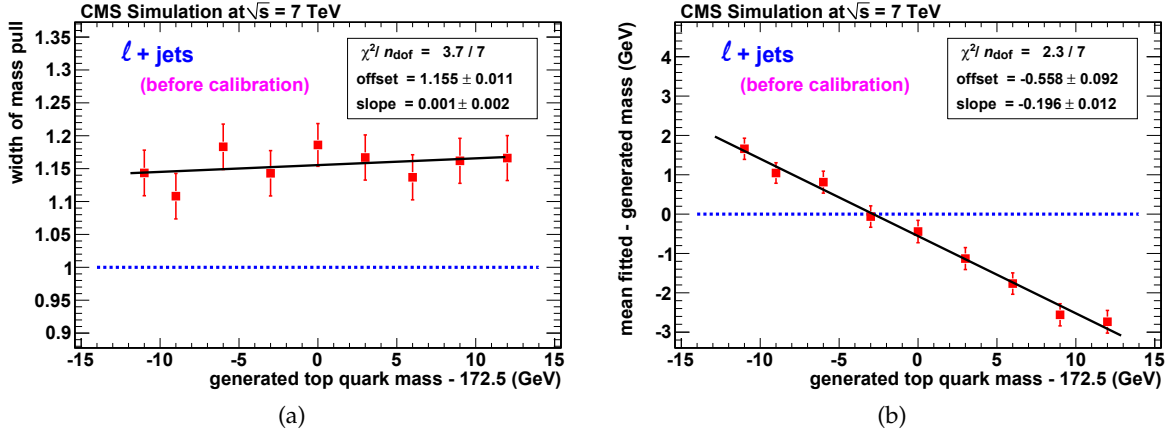 CMS Simulation at √s = 7 TeV
width of mass pull
1.35
1.3
1.25
1.2
1.15
1.1
1.05
1
0.95
0.9
ℓ + jets
(before calibration)
χ²/ n_dof = 3.7 / 7
offset = 1.155 ± 0.011
slope = 0.001 ± 0.002
-15 -10 -5 0 5 10 15
generated top quark mass - 172.5 (GeV)
(a)
CMS Simulation at √s = 7 TeV
mean fitted - generated mass (GeV)
4
3
2
1
0
-1
-2
-3
ℓ + jets
(before calibration)
χ²/ n_dof = 2.3 / 7
offset = -0.558 ± 0.092
slope = -0.196 ± 0.012
-15 -10 -5 0 5 10 15
generated top quark mass - 172.5 (GeV)
(b)